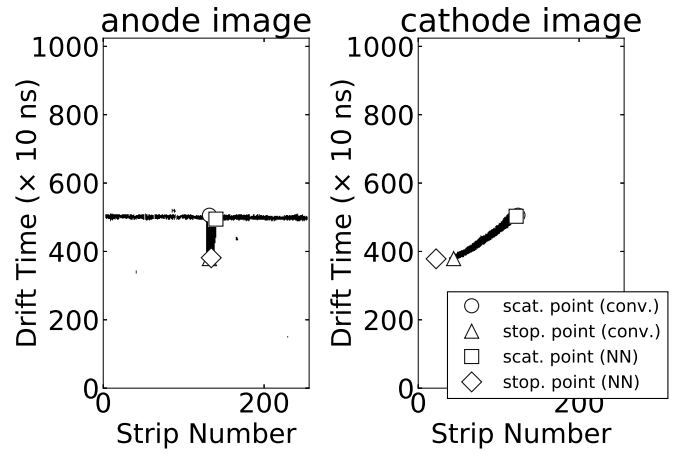 anode image
cathode image
Drift Time (× 10 ns)
1000
800
600
400
200
0
0
200
Strip Number
Drift Time (× 10 ns)
1000
800
600
400
200
0
0
200
Strip Number
scat. point (conv.)
stop. point (conv.)
scat. point (NN)
stop. point (NN)